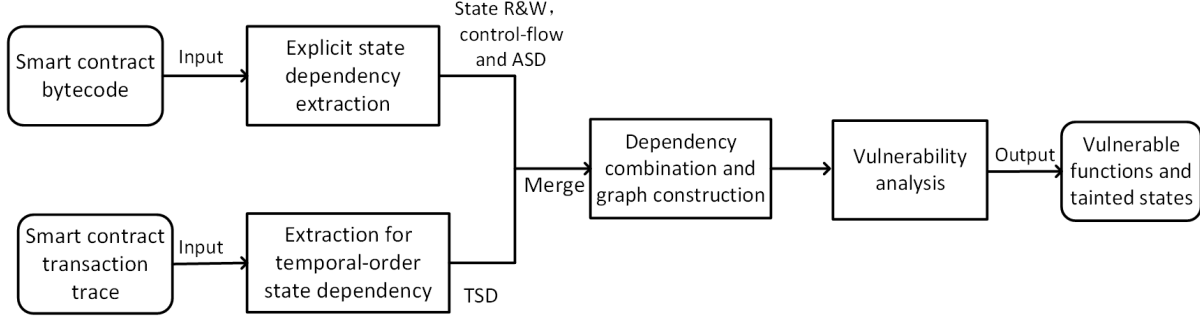 Smart contract
bytecode
Input
Explicit state
dependency
extraction
State R&W，
control-flow
and ASD
Smart contract
transaction
trace
Input
Extraction for
temporal-order
state dependency
TSD
Merge
Dependency
combination and
graph construction
Vulnerability
analysis
Output
Vulnerable
functions and
tainted states